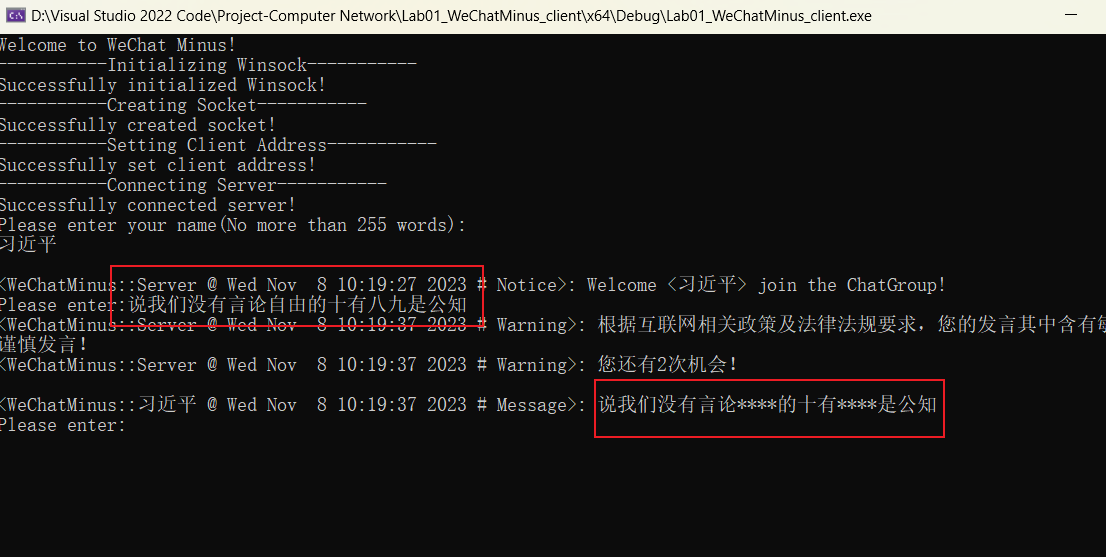 D:\Visual Studio 2022 Code\Project-Computer Network\Lab01_WeChatMinus_client\x64\Debug\Lab01_WeChatMinus_client.exe
Welcome to WeChat Minus!
-----------Initializing Winsock-----------
Successfully initialized Winsock!
-----------Creating Socket-----------
Successfully created socket!
-----------Setting Client Address-----------
Successfully set client address!
-----------Connecting Server-----------
Successfully connected server!
Please enter your name(No more than 255 words):
习近平
<WeChatMinus::Server @ Wed Nov  8 10:19:27 2023 # Notice>: Welcome <习近平> join the ChatGroup!
Please enter:说我们没有言论自由的十有八九是公知
<WeChatMinus::Server @ Wed Nov  8 10:19:37 2023 # Warning>: 根据互联网相关政策及法律法规要求，您的发言其中含有
谨慎发言!
<WeChatMinus::Server @ Wed Nov  8 10:19:37 2023 # Warning>: 您还有2次机会!
<WeChatMinus::习近平 @ Wed Nov  8 10:19:37 2023 # Message>: 说我们没有言论****的十有****是公知
Please enter: